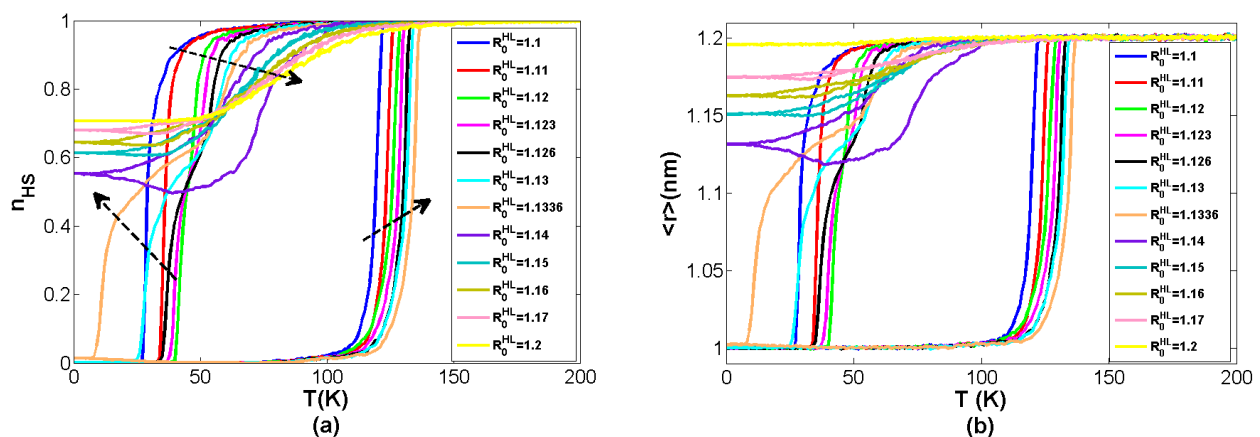 1
0.8
0.6
0.4
0.2
0
n_HS
0
50
100
150
200
T(K)
(a)
R_0^HL=1.1
R_0^HL=1.11
R_0^HL=1.12
R_0^HL=1.123
R_0^HL=1.126
R_0^HL=1.13
R_0^HL=1.1336
R_0^HL=1.14
R_0^HL=1.15
R_0^HL=1.16
R_0^HL=1.17
R_0^HL=1.2
1.2
1.15
1.1
1.05
1
<r>(nm)
0
50
100
150
200
T (K)
(b)
R_0^HL=1.1
R_0^HL=1.11
R_0^HL=1.12
R_0^HL=1.123
R_0^HL=1.126
R_0^HL=1.13
R_0^HL=1.1336
R_0^HL=1.14
R_0^HL=1.15
R_0^HL=1.16
R_0^HL=1.17
R_0^HL=1.2